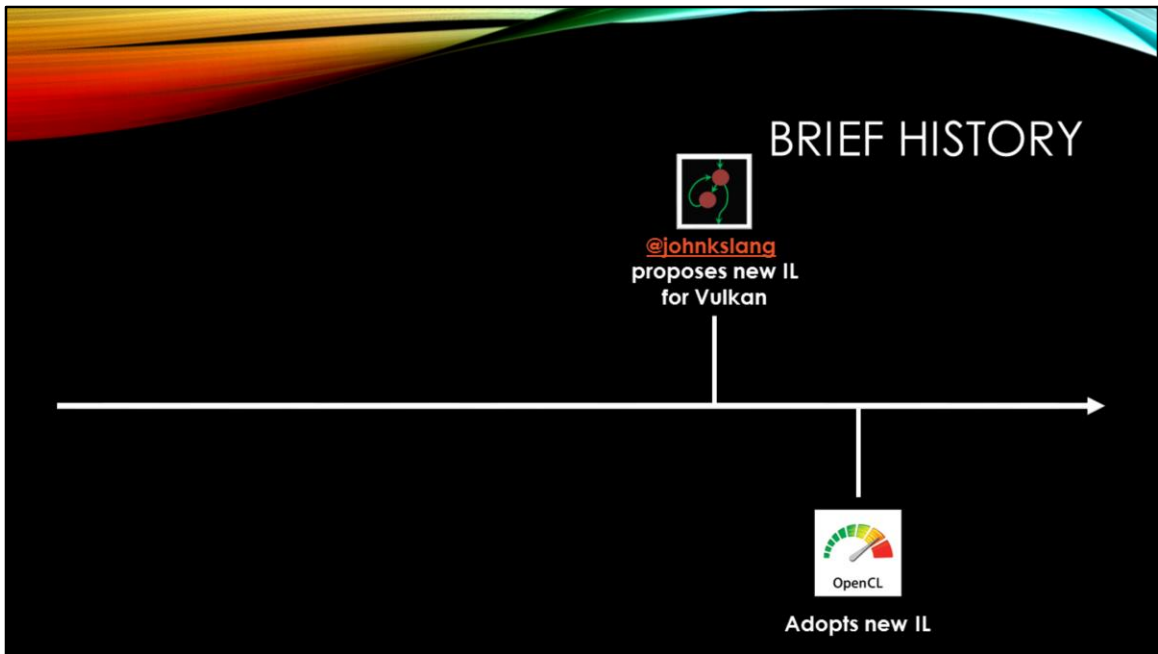 BRIEF HISTORY
@johnkslang
proposes new IL
for Vulkan
OpenCL
Adopts new IL